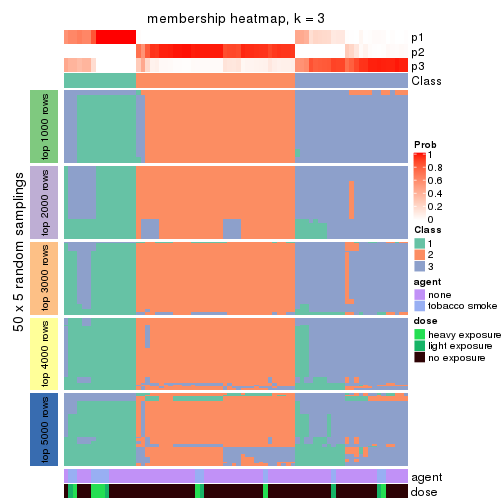 membership heatmap, k = 3
p1
p2
p3
Class
50 x 5 random samplings
top 1000 rows
top 2000 rows
top 3000 rows
top 4000 rows
top 5000 rows
agent
dose
Prob
1
0.8
0.6
0.4
0.2
0
Class
1
2
3
agent
none
tobacco smoke
dose
heavy exposure
light exposure
no exposure